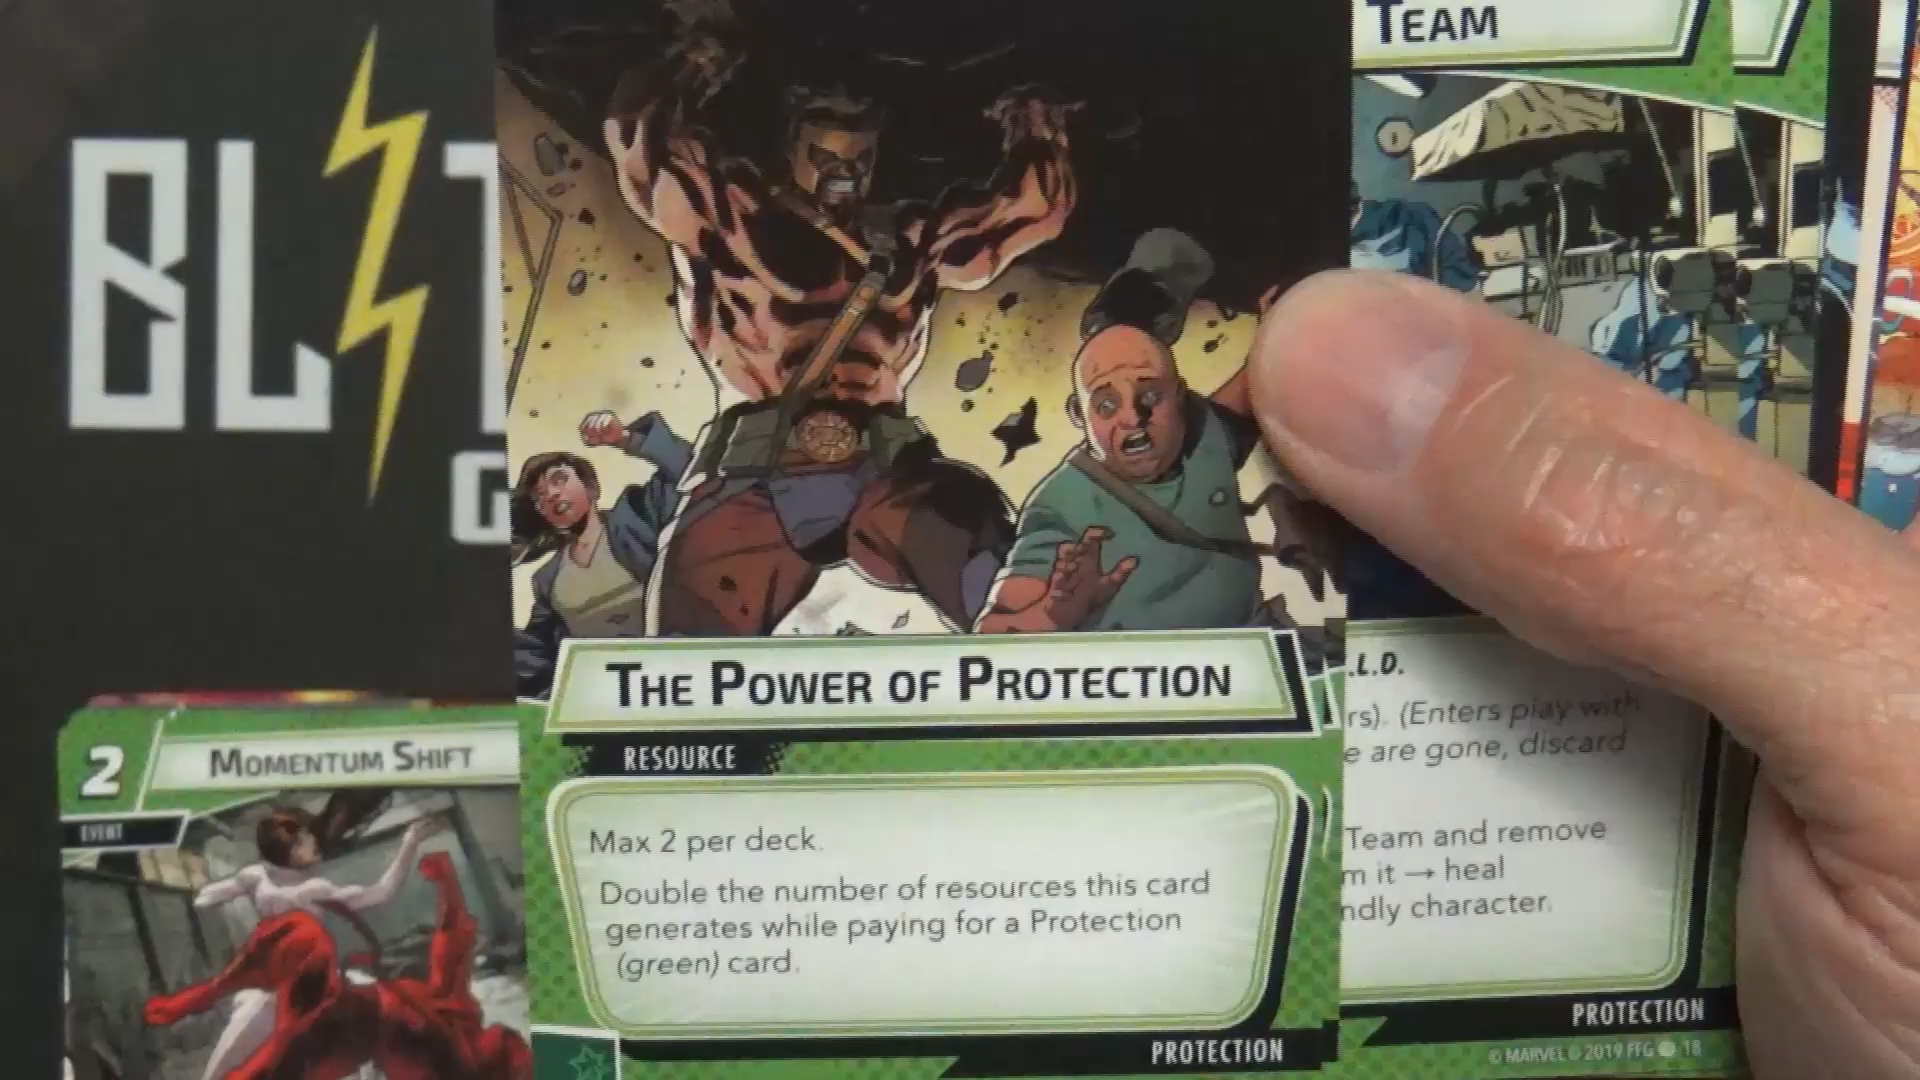 TEAM
BL
G
THE POWER OF PROTECTION
RESOURCE
Max 2 per deck.
Double the number of resources this card
generates while paying for a Protection
(green) card.
PROTECTION
2
MOMENTUM SHIFT
EVENT
.L.D.
rs). (Enters play with
e are gone, discard
Team and remove
m it → heal
ndly character.
PROTECTION
© MARVEL © 2019 FFG 18